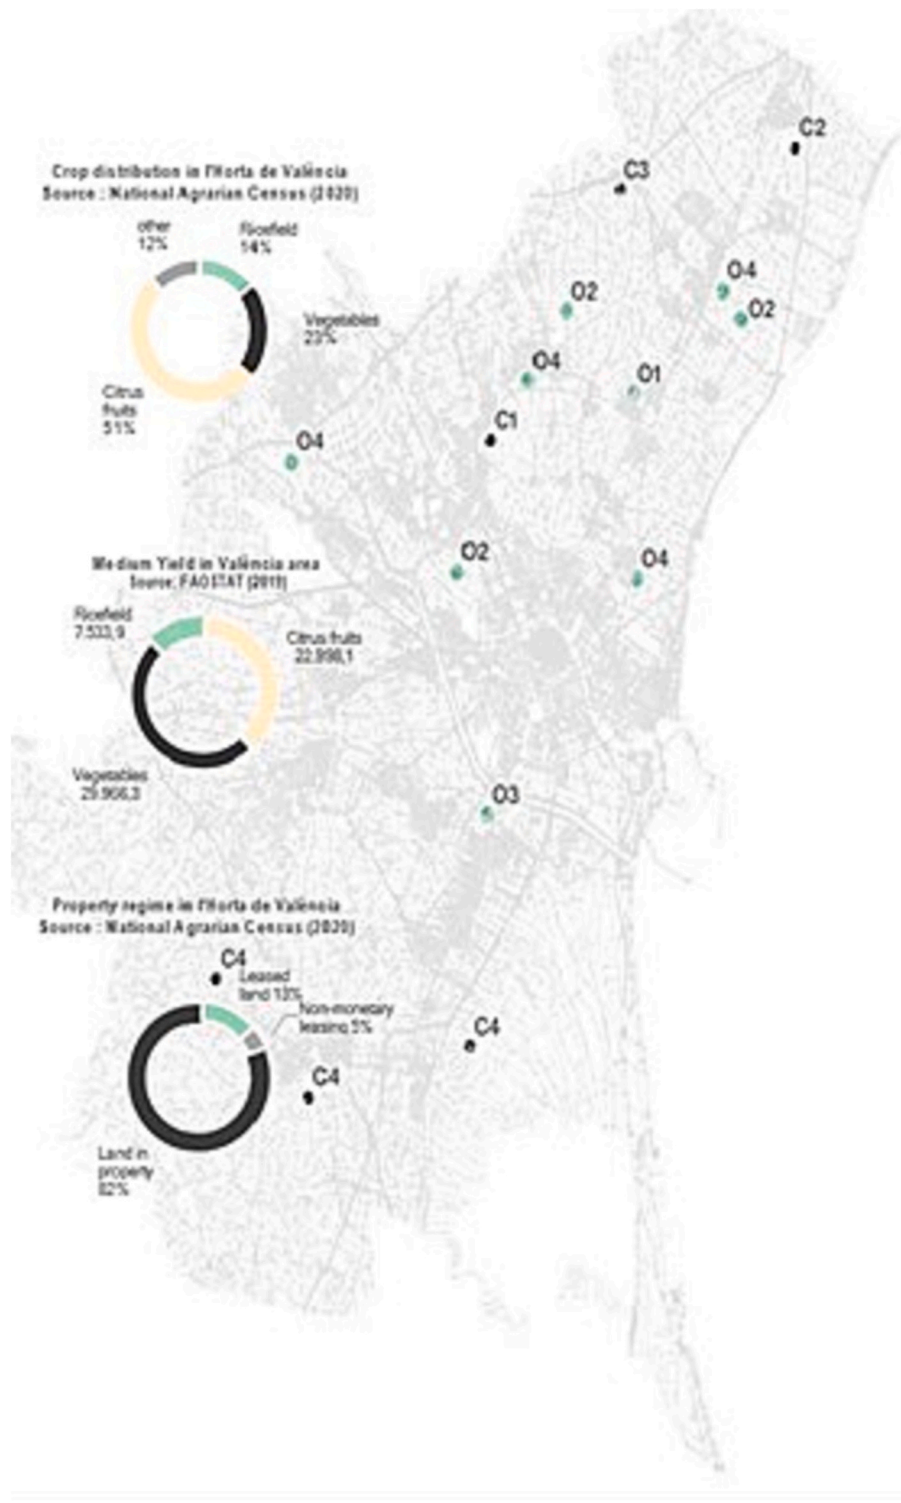 C2
C3
Crop distribution in l'Horta de València
Source : National Agrarian Census (2020)
other
12%
Ricefield
14%
O4
O2
O2
Vegetables
23%
O4
O1
Citrus
fruits
51%
C1
O4
O2
O4
Medium Yield in València area
Source: FAOSTAT (2019)
Ricefield
7.533,9
Citrus fruits
22.998,1
Vegetables
29.966,3
O3
Property regime in l'Horta de València
Source : National Agrarian Census (2020)
C4
Leased
land 13%
Non-monetary
leasing 5%
C4
C4
Land in
property
82%